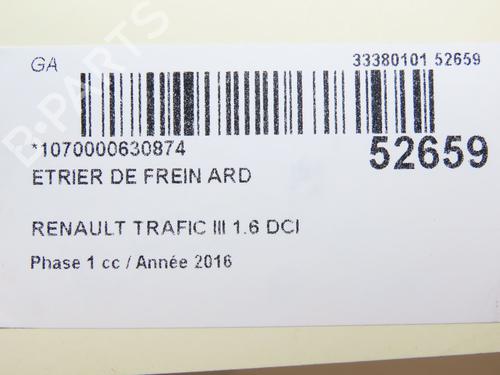 GA
33380101 52659
*1070000630874
52659
ETRIER DE FREIN ARD
RENAULT TRAFIC III 1.6 DCI
Phase 1 cc / Année 2016
B-PARTS